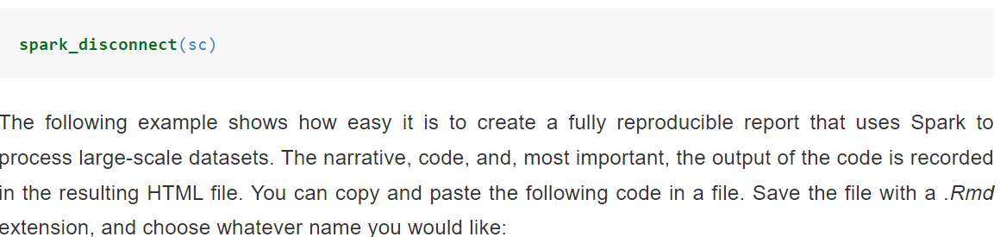 spark_disconnect(sc)
The following example shows how easy it is to create a fully reproducible report that uses Spark to
process large-scale datasets. The narrative, code, and, most important, the output of the code is recorded
in the resulting HTML file. You can copy and paste the following code in a file. Save the file with a .Rmd
extension, and choose whatever name you would like: